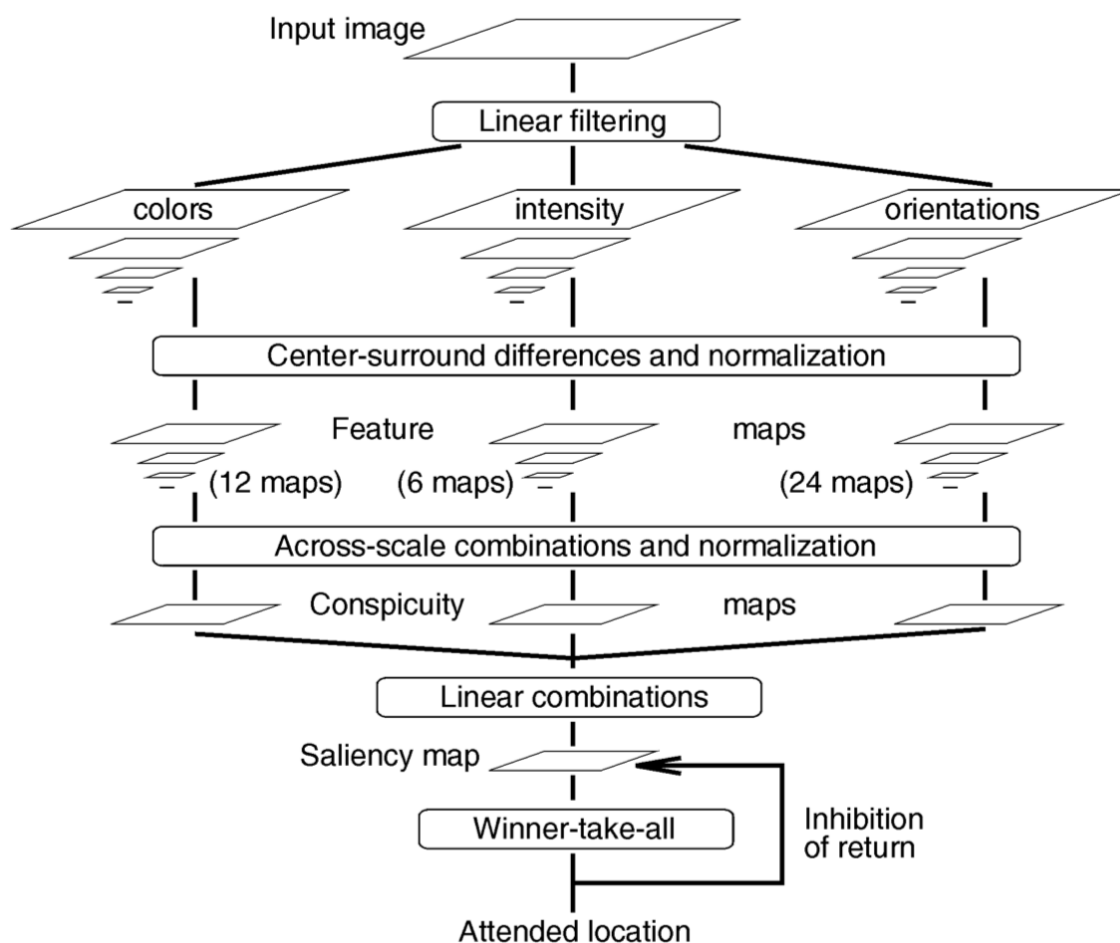 Input image
Linear filtering
colors
intensity
orientations
Center-surround differences and normalization
Feature
maps
(12 maps)
(6 maps)
(24 maps)
Across-scale combinations and normalization
Conspicuity
maps
Linear combinations
Saliency map
Winner-take-all
Inhibition
of return
Attended location